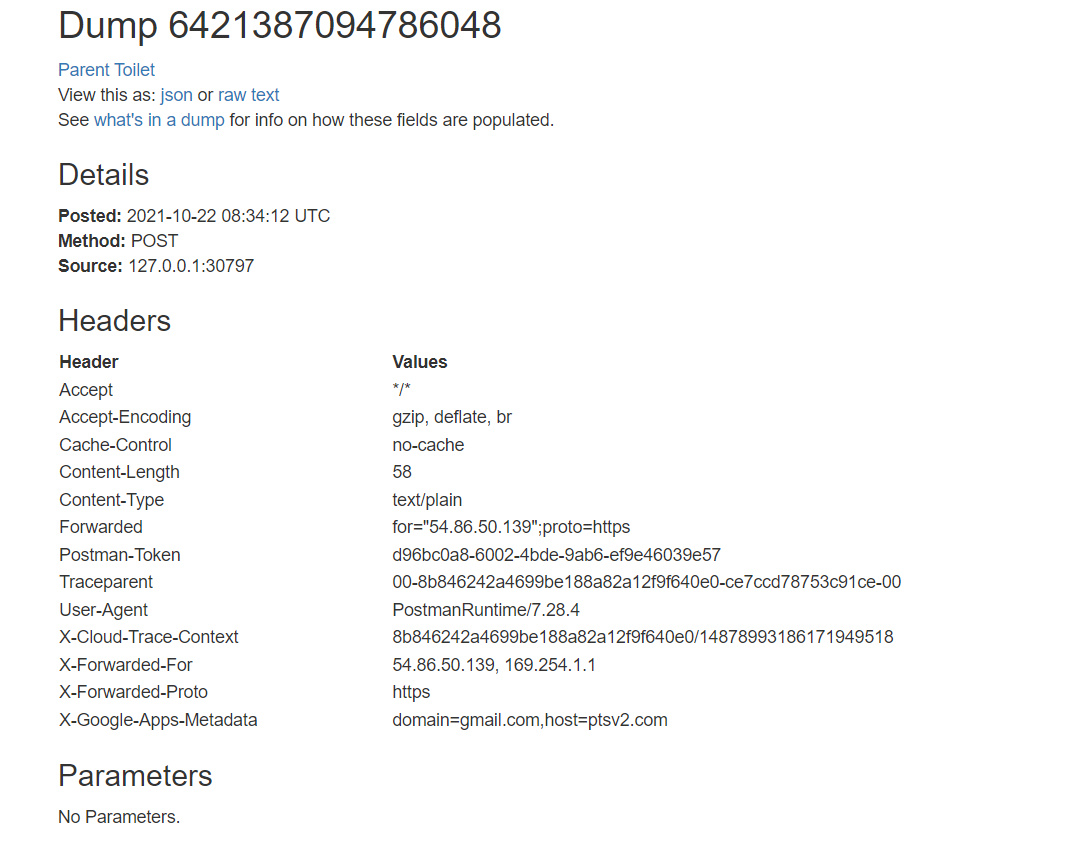 Dump 6421387094786048
Parent Toilet
View this as: json or raw text
See what's in a dump for info on how these fields are populated.
Details
Posted: 2021-10-22 08:34:12 UTC
Method: POST
Source: 127.0.0.1:30797
Headers
Header Values
Accept */*
Accept-Encoding gzip, deflate, br
Cache-Control no-cache
Content-Length 58
Content-Type text/plain
Forwarded for="54.86.50.139";proto=https
Postman-Token d96bc0a8-6002-4bde-9ab6-ef9e46039e57
Traceparent 00-8b846242a4699be188a82a12f9f640e0-ce7ccd78753c91ce-00
User-Agent PostmanRuntime/7.28.4
X-Cloud-Trace-Context 8b846242a4699be188a82a12f9f640e0/14878993186171949518
X-Forwarded-For 54.86.50.139, 169.254.1.1
X-Forwarded-Proto https
X-Google-Apps-Metadata domain=gmail.com,host=ptsv2.com
Parameters
No Parameters.